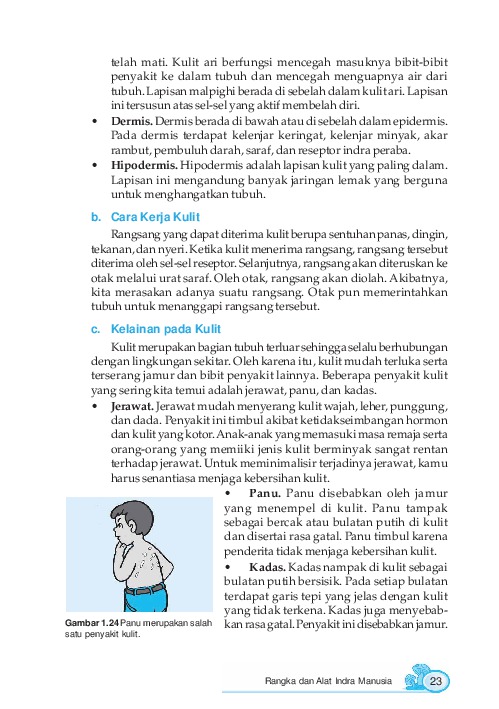 telah mati. Kulit ari berfungsi mencegah masuknya bibit-bibit
penyakit ke dalam tubuh dan mencegah menguapnya air dari
tubuh. Lapisan malpighi berada di sebelah dalam kulit ari. Lapisan
ini tersusun atas sel-sel yang aktif membelah diri.
• Dermis. Dermis berada di bawah atau di sebelah dalam epidermis.
Pada dermis terdapat kelenjar keringat, kelenjar minyak, akar
rambut, pembuluh darah, saraf, dan reseptor indra peraba.
• Hipodermis. Hipodermis adalah lapisan kulit yang paling dalam.
Lapisan ini mengandung banyak jaringan lemak yang berguna
untuk menghangatkan tubuh.
b. Cara Kerja Kulit
Rangsang yang dapat diterima kulit berupa sentuhan panas, dingin,
tekanan, dan nyeri. Ketika kulit menerima rangsang, rangsang tersebut
diterima oleh sel-sel reseptor. Selanjutnya, rangsang akan diteruskan ke
otak melalui urat saraf. Oleh otak, rangsang akan diolah. Akibatnya,
kita merasakan adanya suatu rangsang. Otak pun memerintahkan
tubuh untuk menanggapi rangsang tersebut.
c. Kelainan pada Kulit
Kulit merupakan bagian tubuh terluar sehingga selalu berhubungan
dengan lingkungan sekitar. Oleh karena itu, kulit mudah terluka serta
terserang jamur dan bibit penyakit lainnya. Beberapa penyakit kulit
yang sering kita temui adalah jerawat, panu, dan kadas.
• Jerawat. Jerawat mudah menyerang kulit wajah, leher, punggung,
dan dada. Penyakit ini timbul akibat ketidakseimbangan hormon
dan kulit yang kotor. Anak-anak yang memasuki masa remaja serta
orang-orang yang memiiki jenis kulit berminyak sangat rentan
terhadap jerawat. Untuk meminimalisir terjadinya jerawat, kamu
harus senantiasa menjaga kebersihan kulit.
• Panu. Panu disebabkan oleh jamur
yang menempel di kulit. Panu tampak
sebagai bercak atau bulatan putih di kulit
dan disertai rasa gatal. Panu timbul karena
penderita tidak menjaga kebersihan kulit.
• Kadas. Kadas nampak di kulit sebagai
bulatan putih bersisik. Pada setiap bulatan
terdapat garis tepi yang jelas dengan kulit
yang tidak terkena. Kadas juga menyebab-
kan rasa gatal. Penyakit ini disebabkan jamur.
Gambar 1.24 Panu merupakan salah
satu penyakit kulit.
Rangka dan Alat Indra Manusia 23